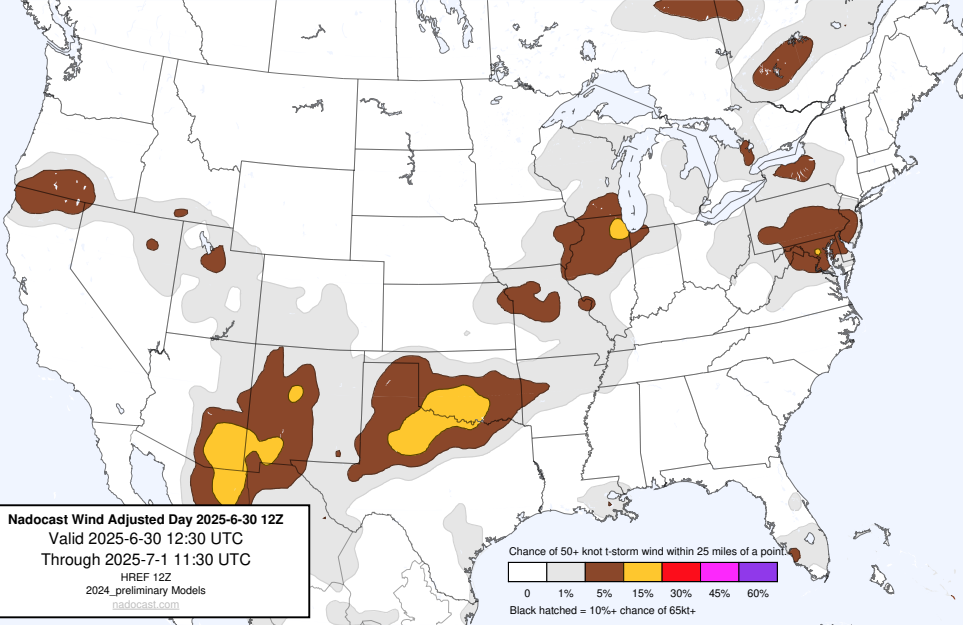 Nadocast Wind Adjusted Day 2025-6-30 12Z
Valid 2025-6-30 12:30 UTC
Through 2025-7-1 11:30 UTC
HREF 12Z
2024_preliminary Models
nadocast.com
Chance of 50+ knot t-storm wind within 25 miles of a point.
0 1% 5% 15% 30% 45% 60%
Black hatched = 10%+ chance of 65kt+